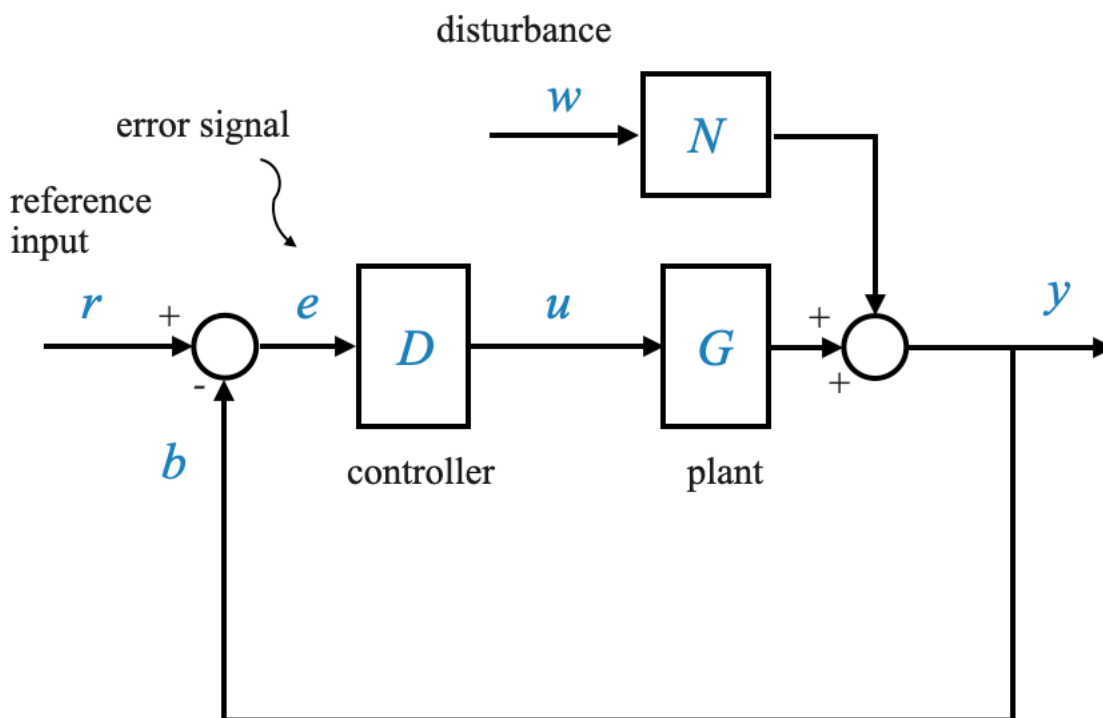 disturbance
w
N
error signal
reference
input
r
+
e
D
u
G
+
y
-
+
b
controller
plant